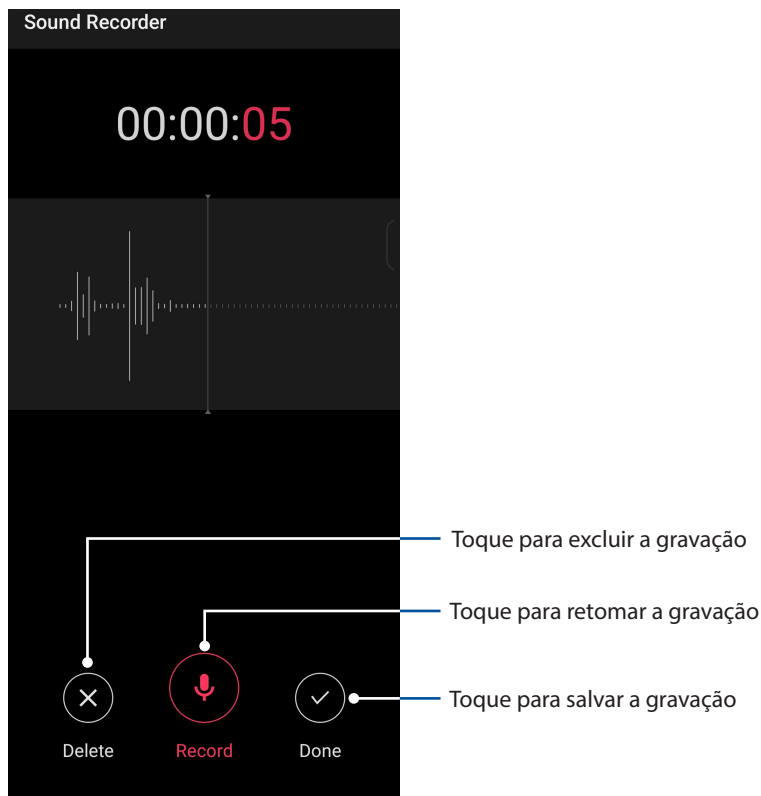 Sound Recorder
00:00:05
Toque para excluir a gravação
Toque para retomar a gravação
Toque para salvar a gravação
Delete Record Done